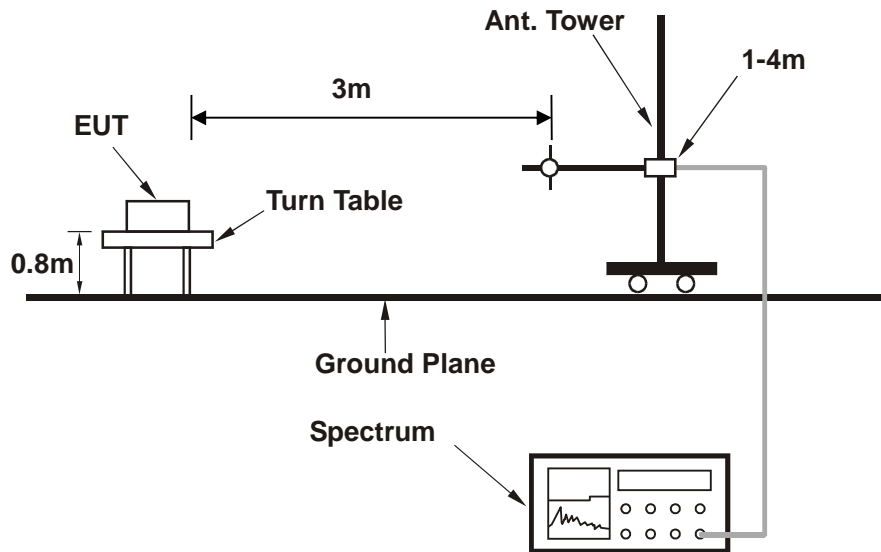 Ant. Tower
1-4m
3m
EUT
Turn Table
0.8m
Ground Plane
Spectrum